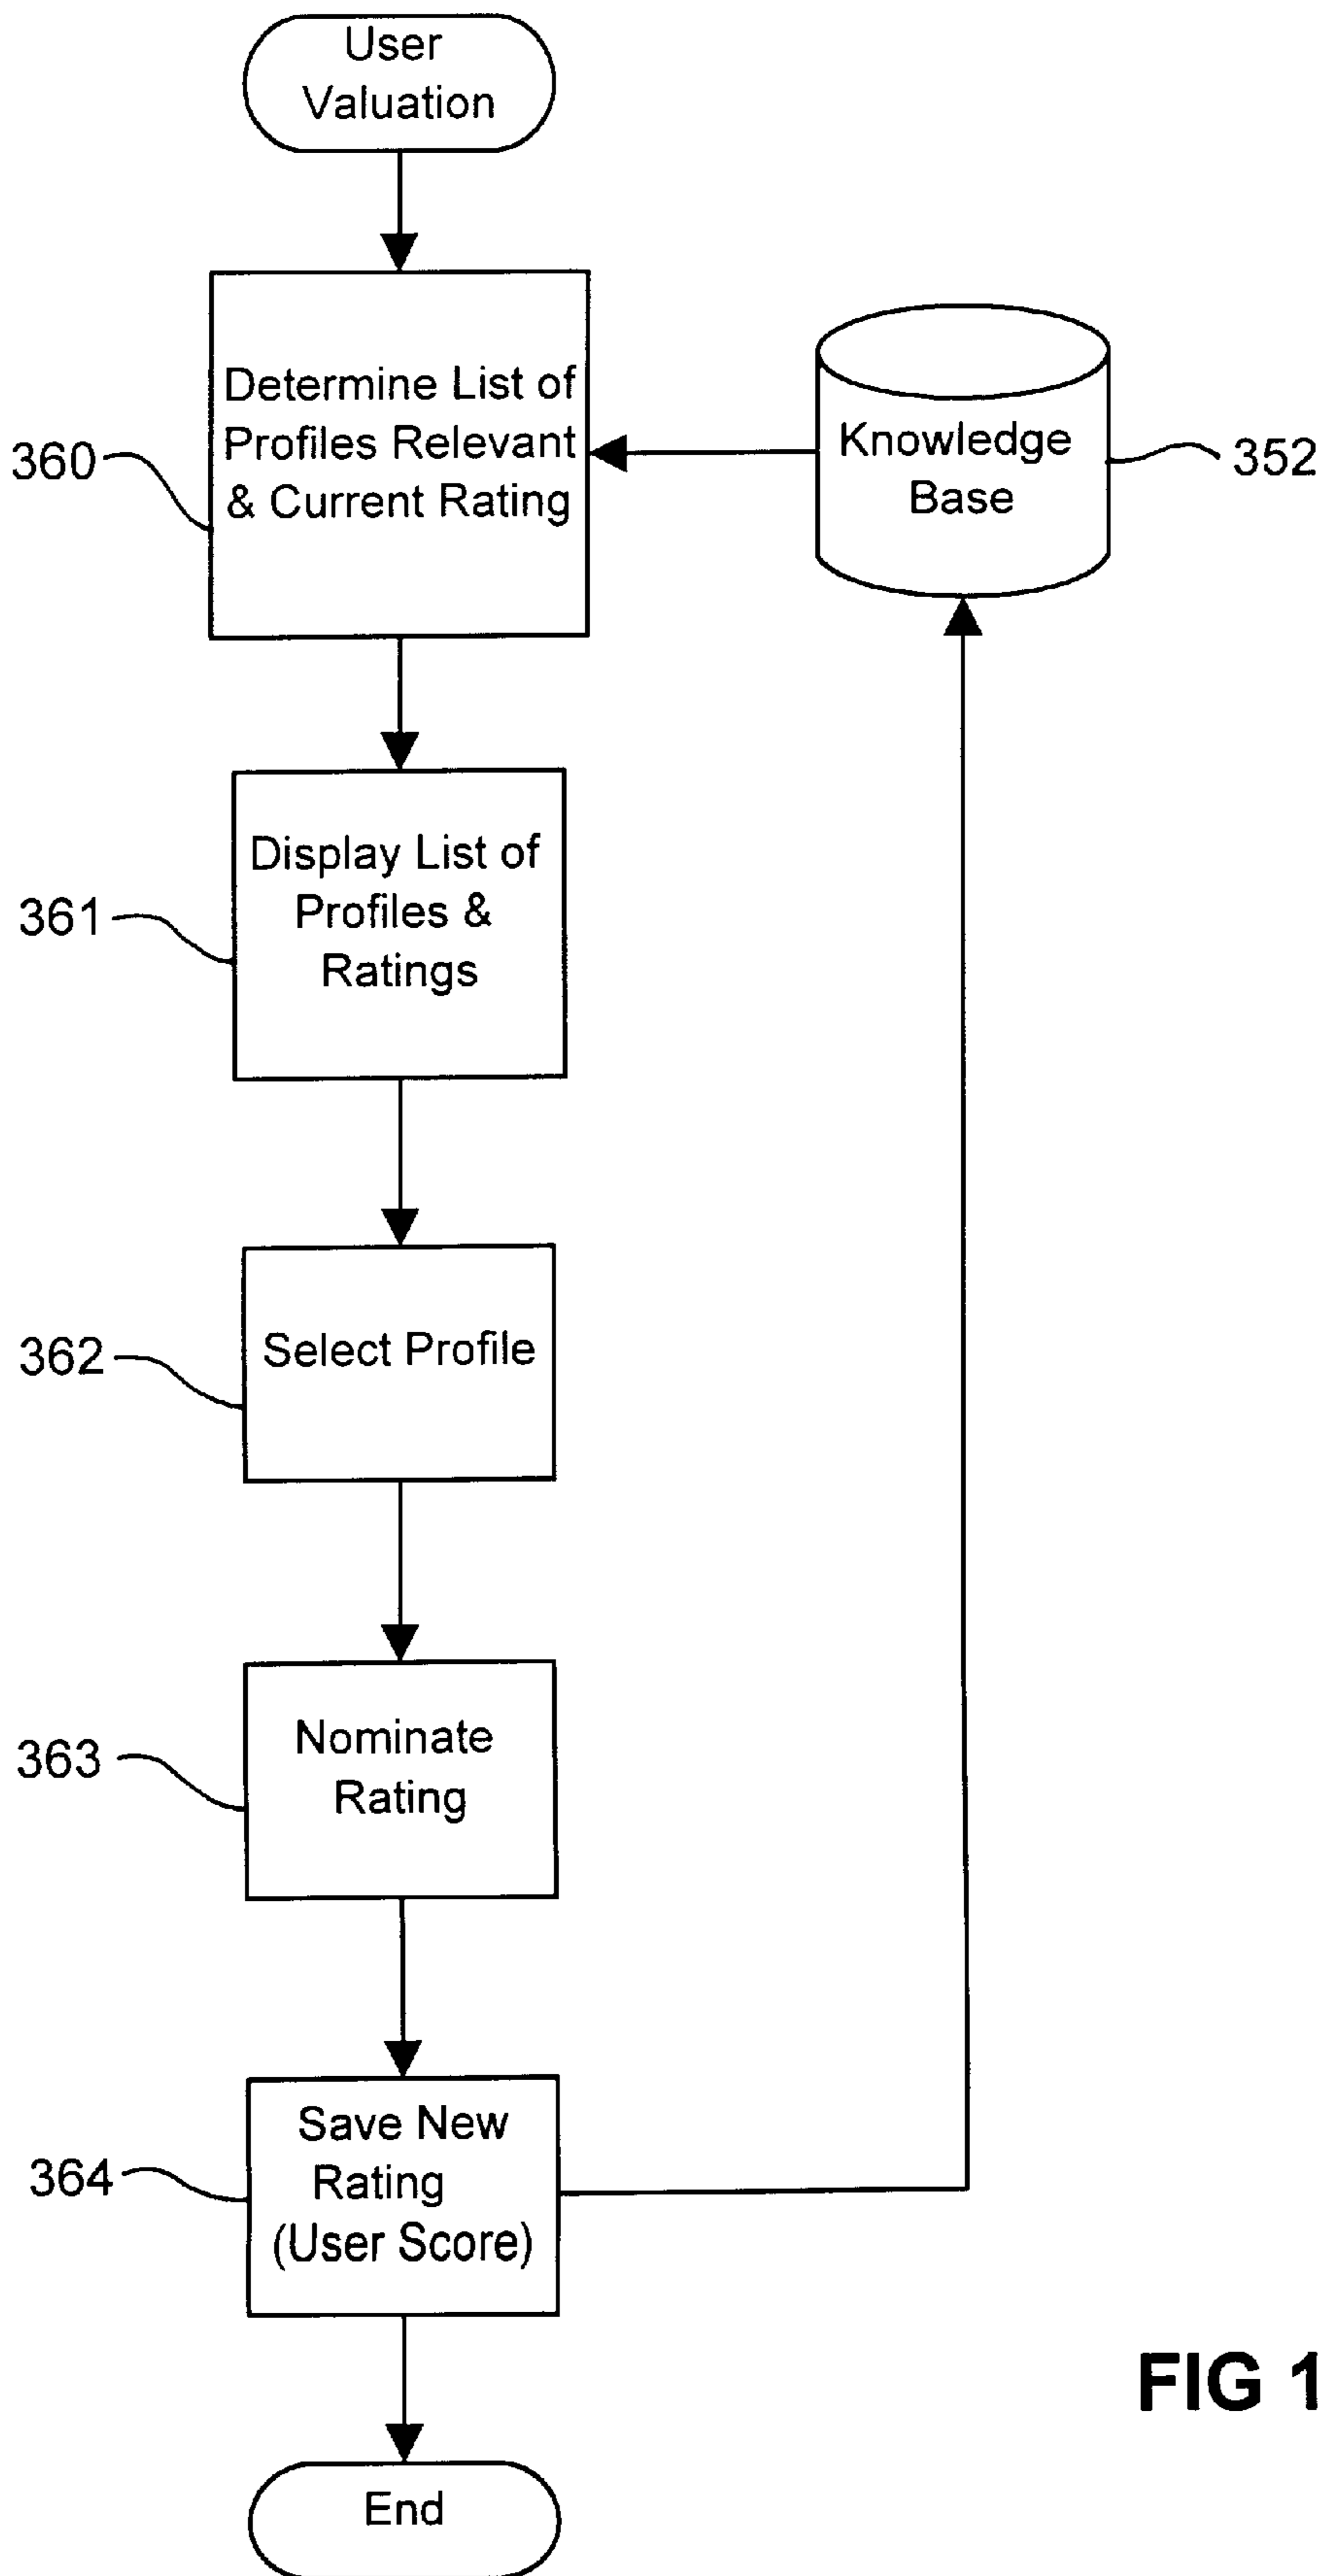 User
Valuation
Determine List of
Profiles Relevant
& Current Rating
360
Knowledge
Base
352
Display List of
Profiles &
Ratings
361
Select Profile
362
Nominate
Rating
363
Save New
Rating
(User Score)
364
End
FIG 1